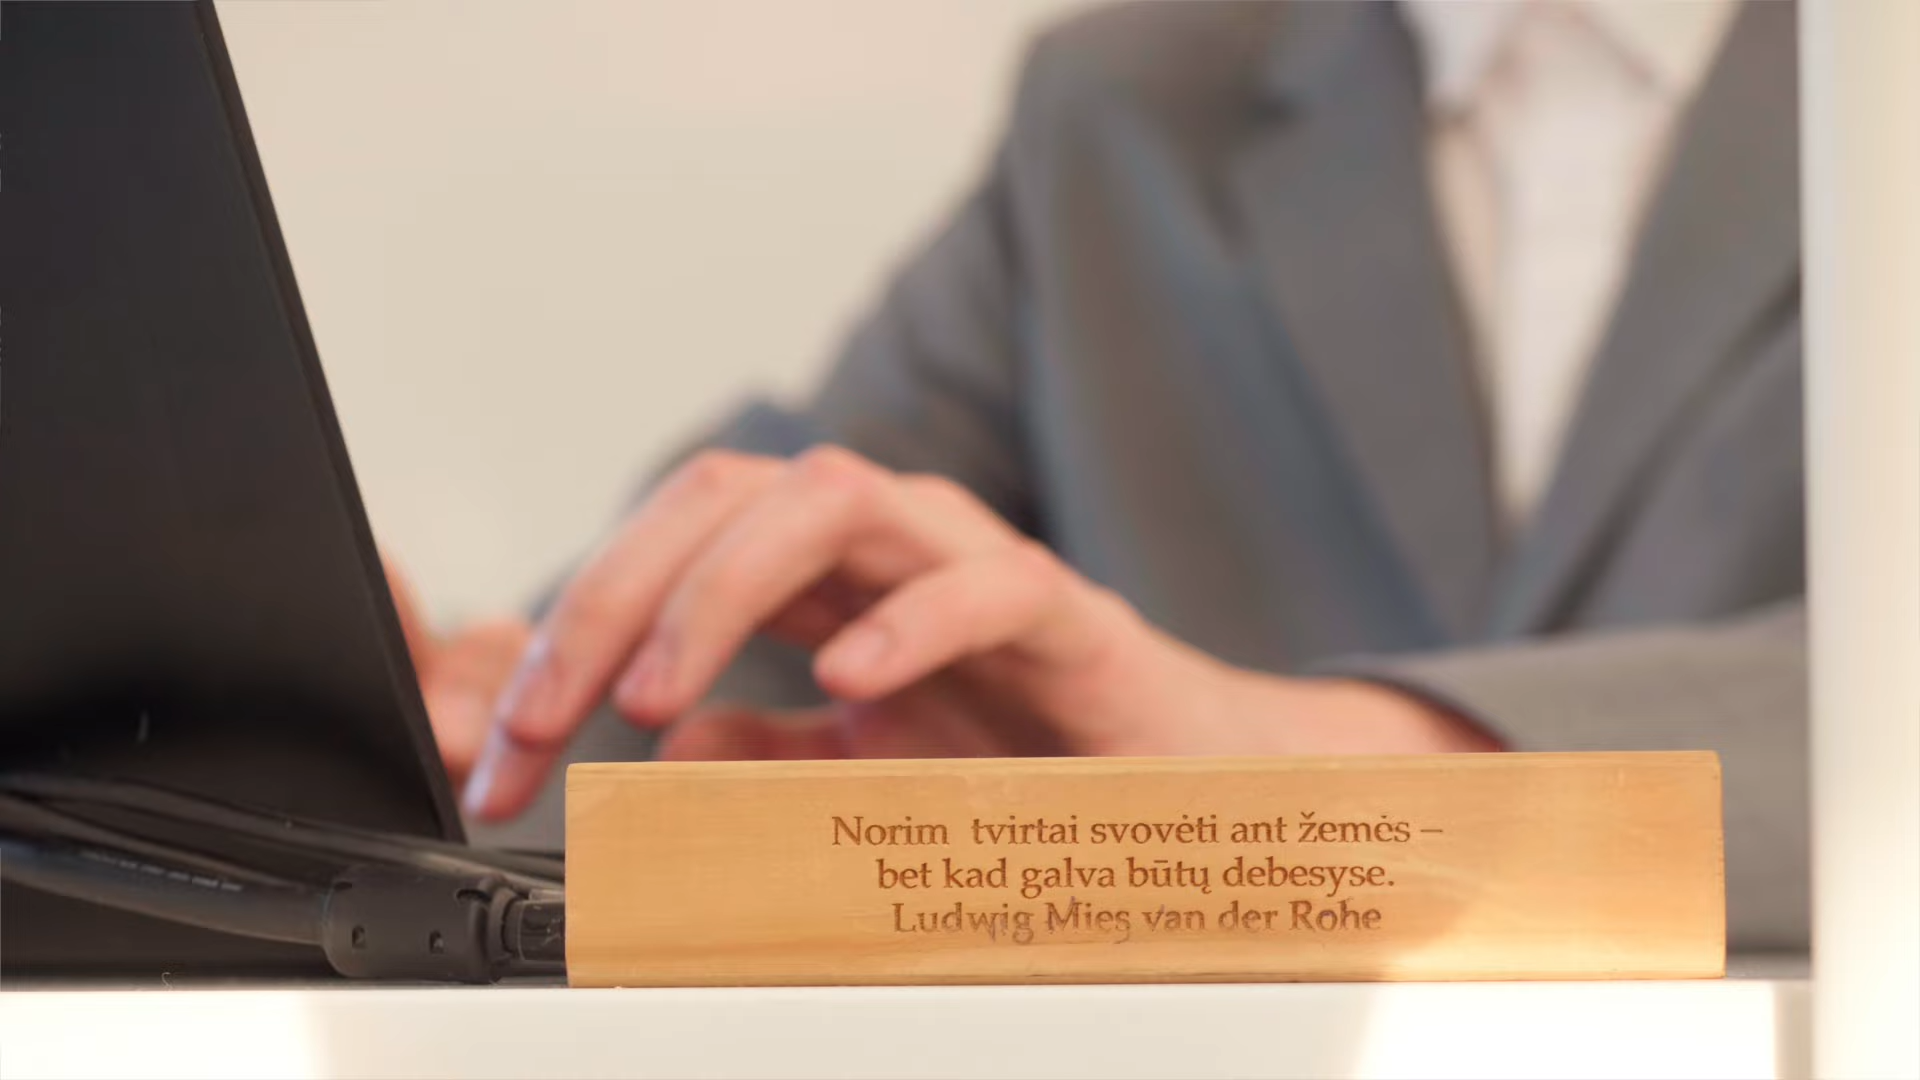 Norim tvirtai svovėti ant žemės –
bet kad galva būtų debesyse.
Ludwig Mies van der Rohe